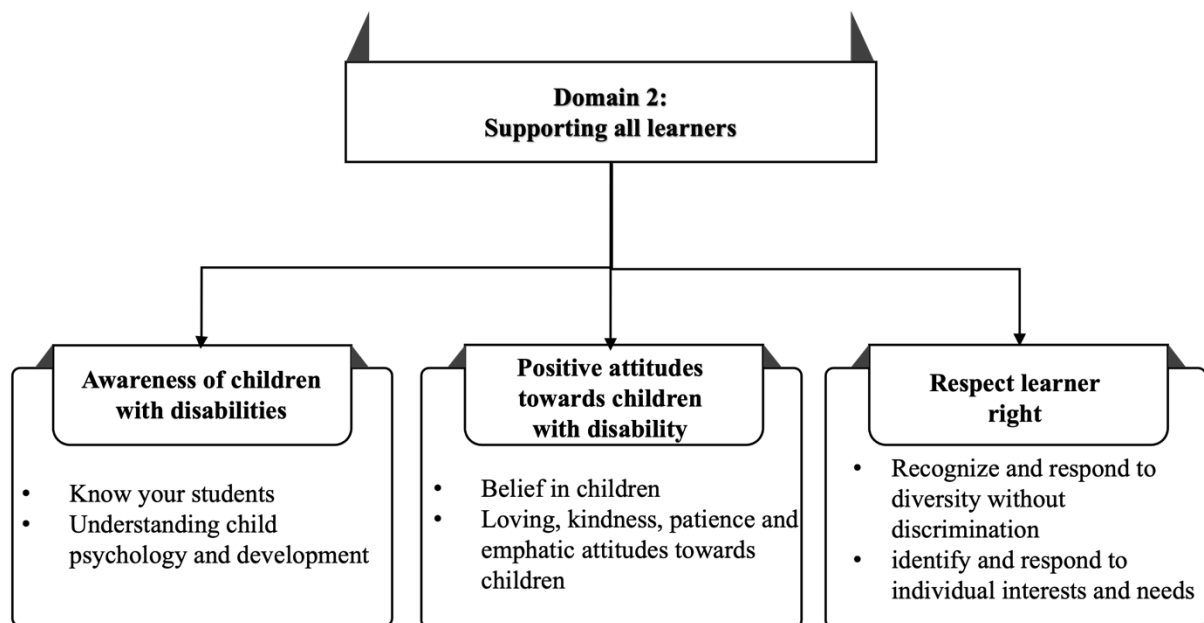 Domain 2:
Supporting all learners
Awareness of children
with disabilities
• Know your students
• Understanding child
psychology and development
Positive attitudes
towards children
with disability
• Belief in children
• Loving, kindness, patience and
emphatic attitudes towards
children
Respect learner
right
• Recognize and respond to
diversity without
discrimination
• identify and respond to
individual interests and needs